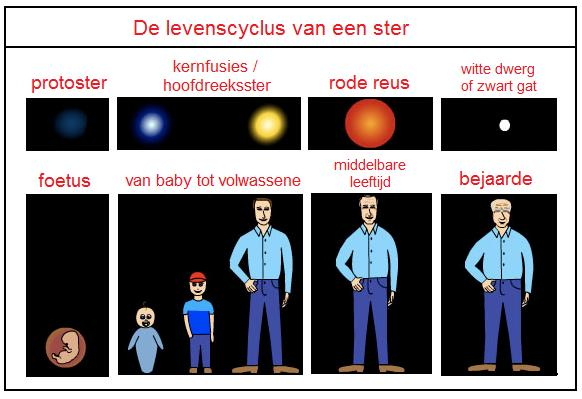 De levenscyclus van een ster
protoster
kernfusies /
hoofdreeksster
rode reus
witte dwerg
of zwart gat
foetus
van baby tot volwassene
middelbare
leeftijd
bejaarde